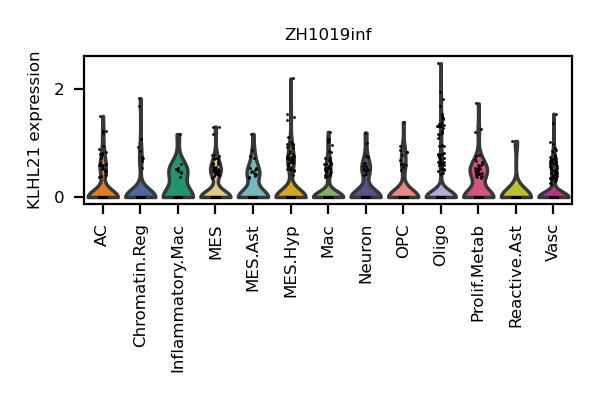 ZH1019inf
KLHL21 expression
2
0
AC
Chromatin.Reg
Inflammatory.Mac
MES
MES.Ast
MES.Hyp
Mac
Neuron
OPC
Oligo
Prolif.Metab
Reactive.Ast
Vasc